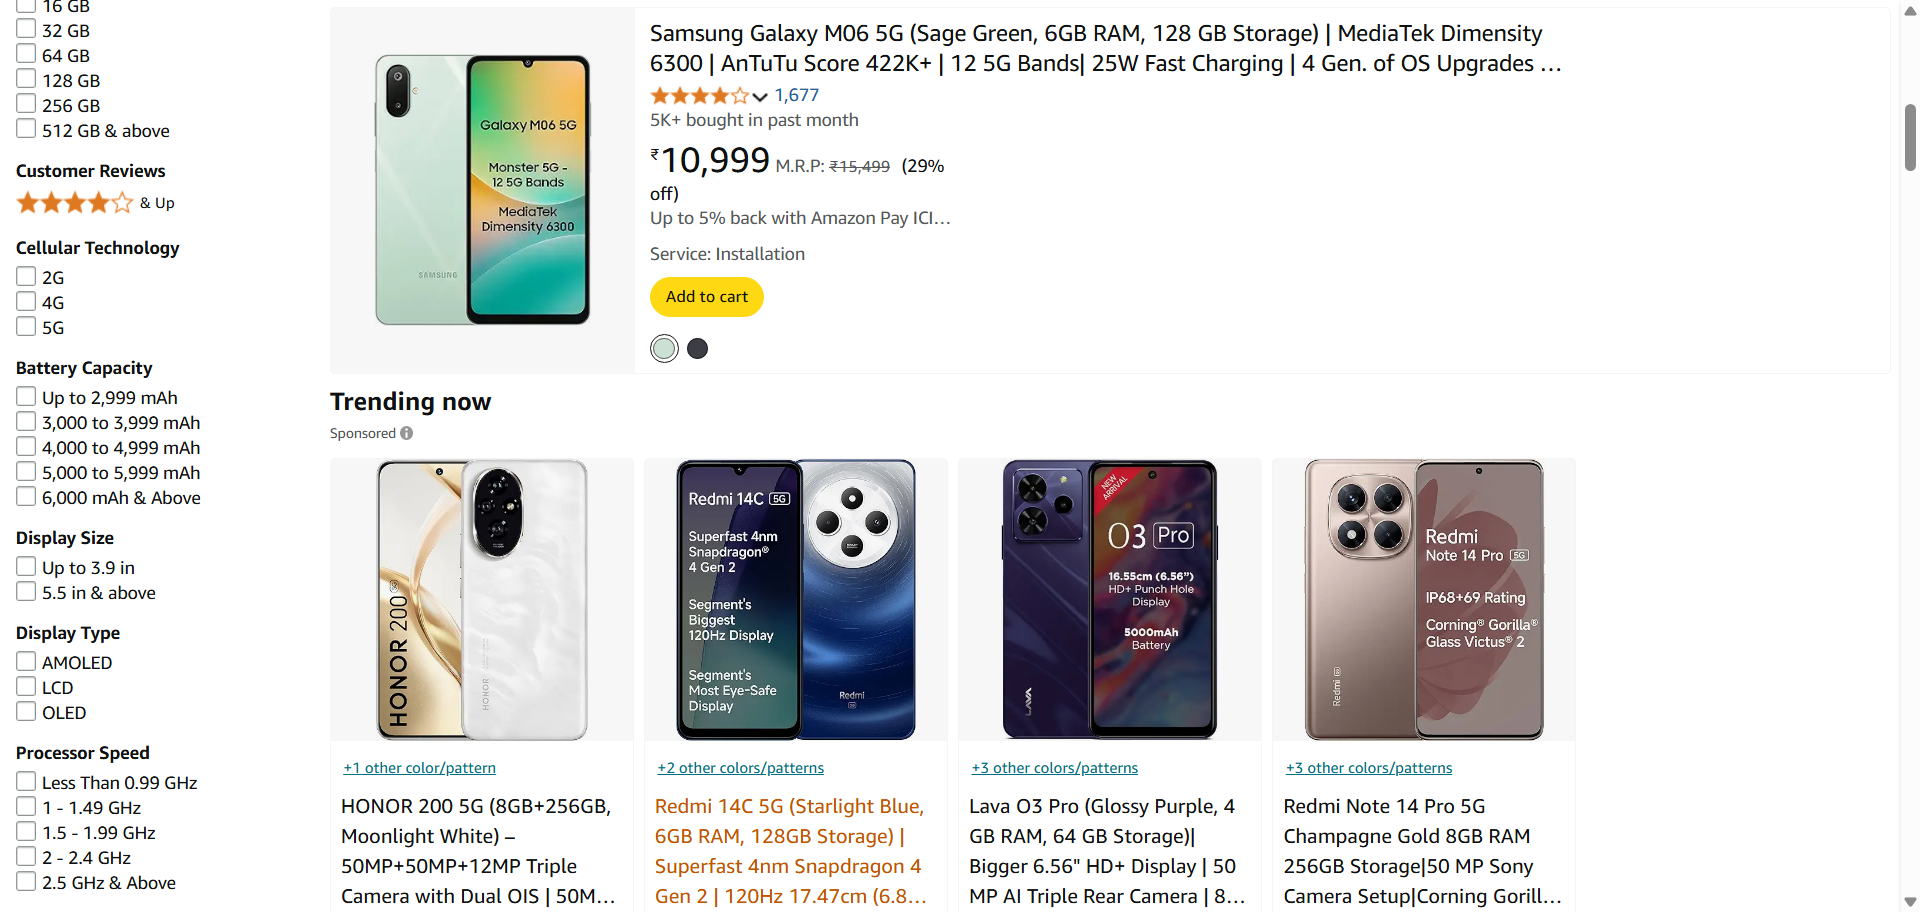 16 GB
32 GB
64 GB
128 GB
256 GB
512 GB & above
Customer Reviews
& Up
Cellular Technology
2G
4G
5G
Battery Capacity
Up to 2,999 mAh
3,000 to 3,999 mAh
4,000 to 4,999 mAh
5,000 to 5,999 mAh
6,000 mAh & Above
Display Size
Up to 3.9 in
5.5 in & above
Display Type
AMOLED
LCD
OLED
Processor Speed
Less Than 0.99 GHz
1 - 1.49 GHz
1.5 - 1.99 GHz
2 - 2.4 GHz
2.5 GHz & Above
Galaxy M06 5G
Monster 5G -
12 5G Bands
MediaTek
Dimensity 6300
SAMSUNG
Samsung Galaxy M06 5G (Sage Green, 6GB RAM, 128 GB Storage) | MediaTek Dimensity
6300 | AnTuTu Score 422K+ | 12 5G Bands| 25W Fast Charging | 4 Gen. of OS Upgrades …
1,677
5K+ bought in past month
₹10,999 M.R.P: ₹15,499 (29%
off)
Up to 5% back with Amazon Pay ICI…
Service: Installation
Add to cart
Trending now
Sponsored
HONOR 200 5G
HONOR
+1 other color/pattern
HONOR 200 5G (8GB+256GB,
Moonlight White) –
50MP+50MP+12MP Triple
Camera with Dual OIS | 50M…
Redmi 14C 5G
Superfast 4nm
Snapdragon®
4 Gen 2
Segment's
Biggest
120Hz Display
Segment's
Most Eye-Safe
Display
Redmi
5G
+2 other colors/patterns
Redmi 14C 5G (Starlight Blue,
6GB RAM, 128GB Storage) |
Superfast 4nm Snapdragon 4
Gen 2 | 120Hz 17.47cm (6.8…
NEW
ARRIVAL
O3 Pro
16.55cm (6.56”)
HD+ Punch Hole
Display
5000mAh
Battery
LAVA
+3 other colors/patterns
Lava O3 Pro (Glossy Purple, 4
GB RAM, 64 GB Storage)|
Bigger 6.56" HD+ Display | 50
MP AI Triple Rear Camera | 8…
Redmi
Note 14 Pro 5G
IP68+69 Rating
Corning® Gorilla®
Glass Victus® 2
Redmi 5G
+3 other colors/patterns
Redmi Note 14 Pro 5G
Champagne Gold 8GB RAM
256GB Storage|50 MP Sony
Camera Setup|Corning Gorill…